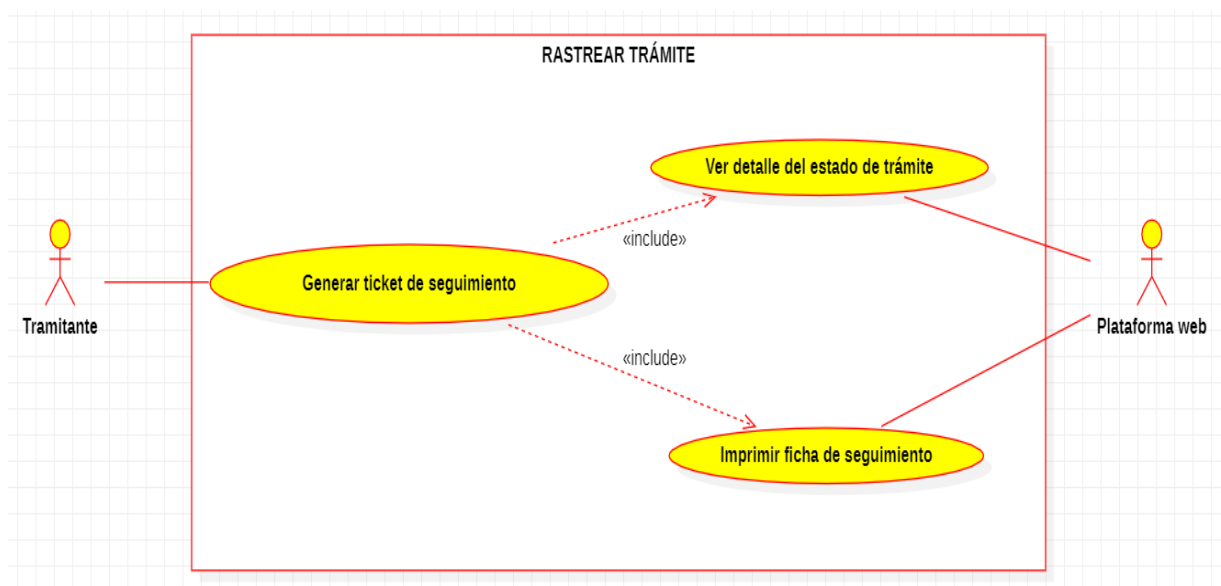 RASTREAR TRÁMITE
Ver detalle del estado de trámite
«include»
Generar ticket de seguimiento
Tramitante
Plataforma web
«include»
Imprimir ficha de seguimiento